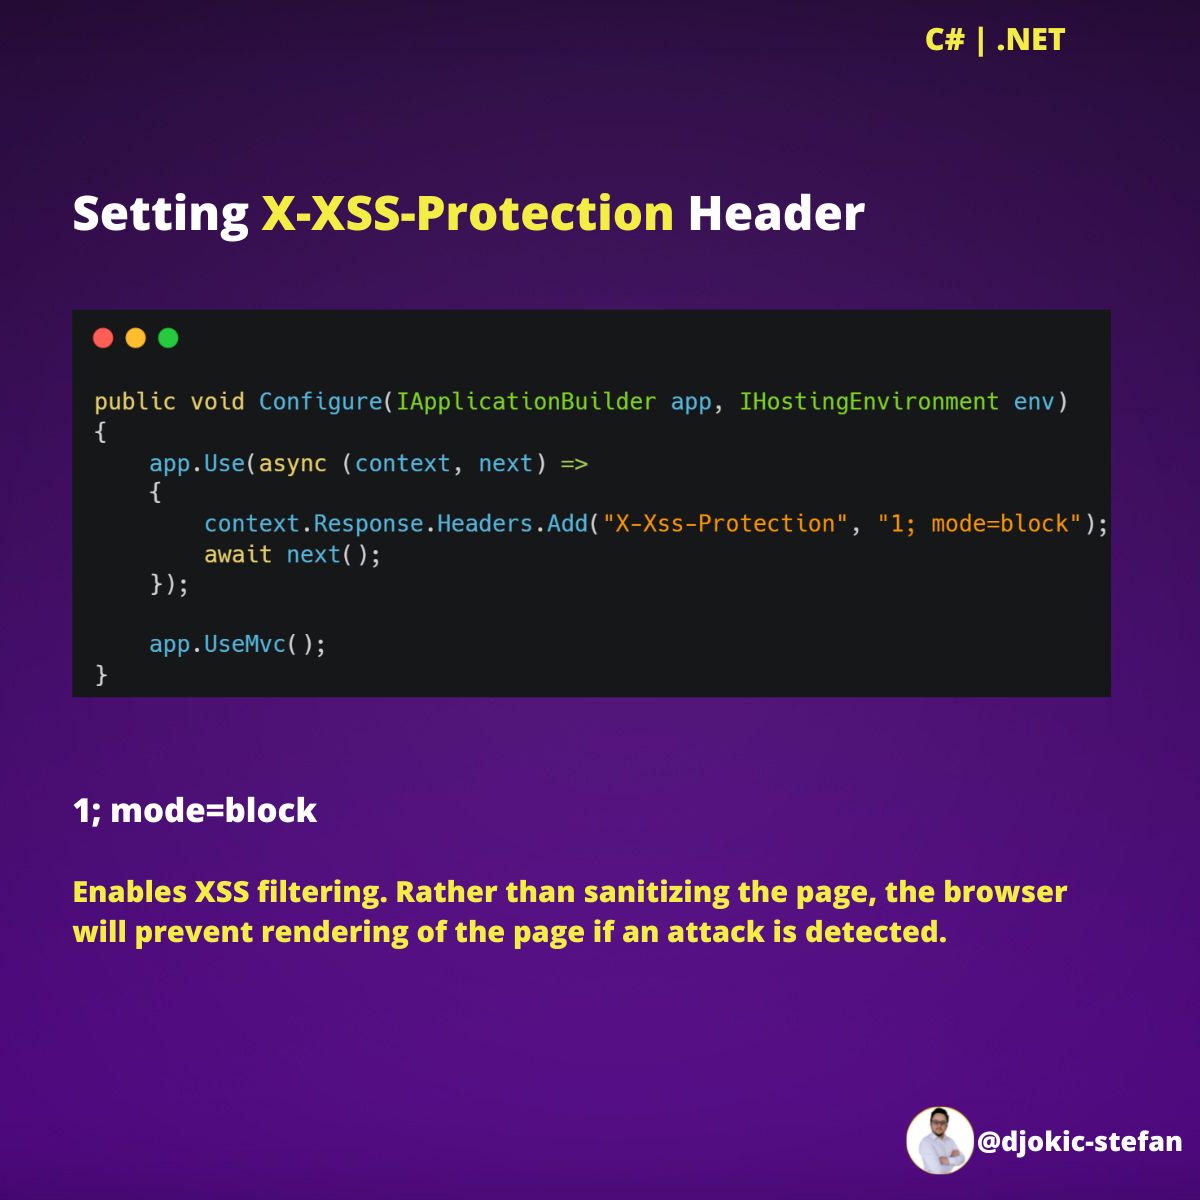 C# | .NET
Setting X-XSS-Protection Header
public void Configure(IApplicationBuilder app, IHostingEnvironment env)
{
    app.Use(async (context, next) =>
    {
        context.Response.Headers.Add("X-Xss-Protection", "1; mode=block");
        await next();
    });

    app.UseMvc();
}
1; mode=block
Enables XSS filtering. Rather than sanitizing the page, the browser
will prevent rendering of the page if an attack is detected.
@djokic-stefan